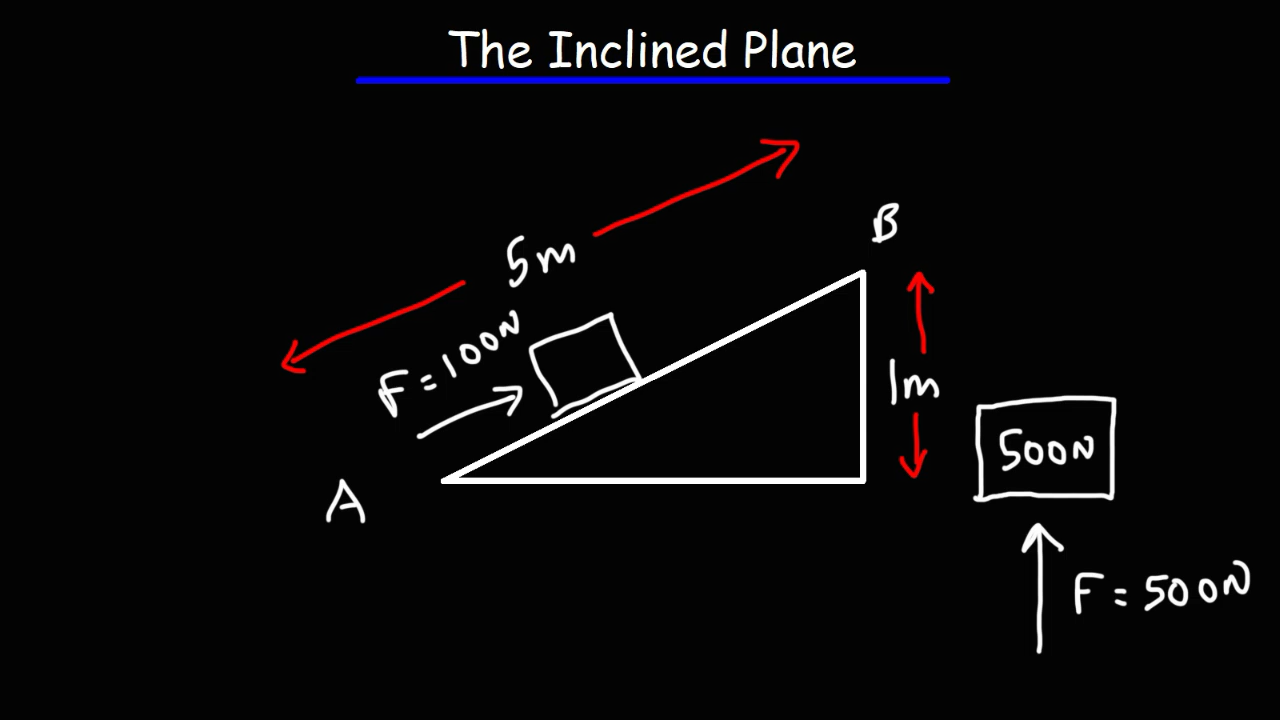 The Inclined Plane
B
5m
F=100N
1m
500N
A
F=500N